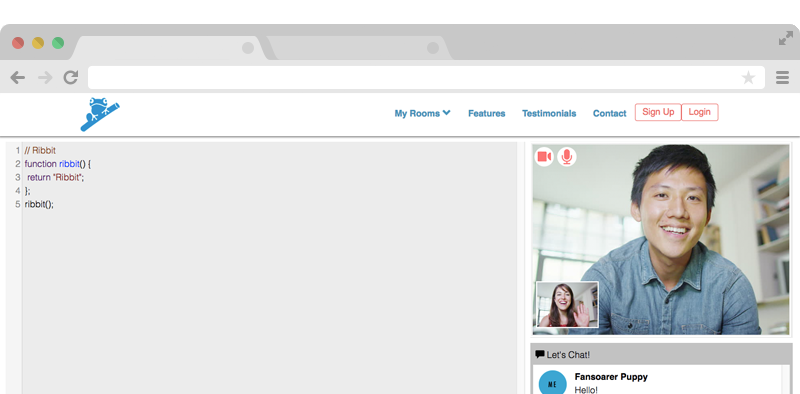 My Rooms Features Testimonials Contact Sign Up Login
1 // Ribbit
2 function ribbit() {
3 return "Ribbit";
4 };
5 ribbit();
Let's Chat!
ME
Fansoarer Puppy
Hello!